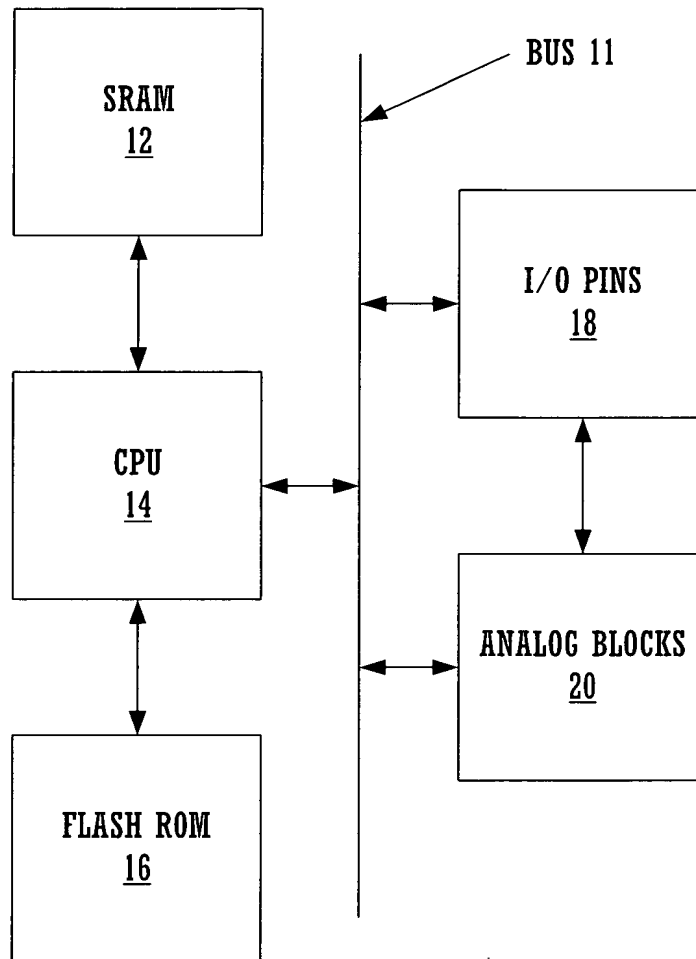 BUS 11
SRAM
12
I/O PINS
18
CPU
14
ANALOG BLOCKS
20
FLASH ROM
16